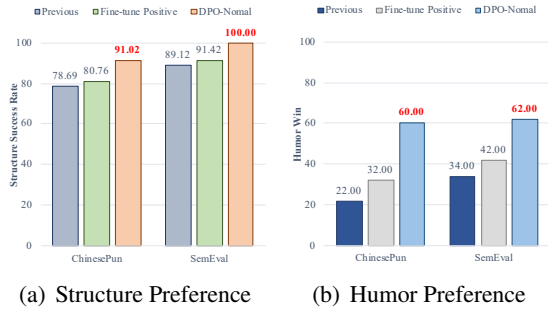 Previous Fine-tune Positive DPO-Nomal
100
80
60
40
20
0
Structure Success Rate
78.69 80.76 91.02
89.12 91.42 100.00
ChinesePun SemEval
(a) Structure Preference
Previous Fine-tune Positive DPO-Nomal
100
80
60
40
20
0
Humor Win
22.00 32.00 60.00
34.00 42.00 62.00
ChinesePun SemEval
(b) Humor Preference